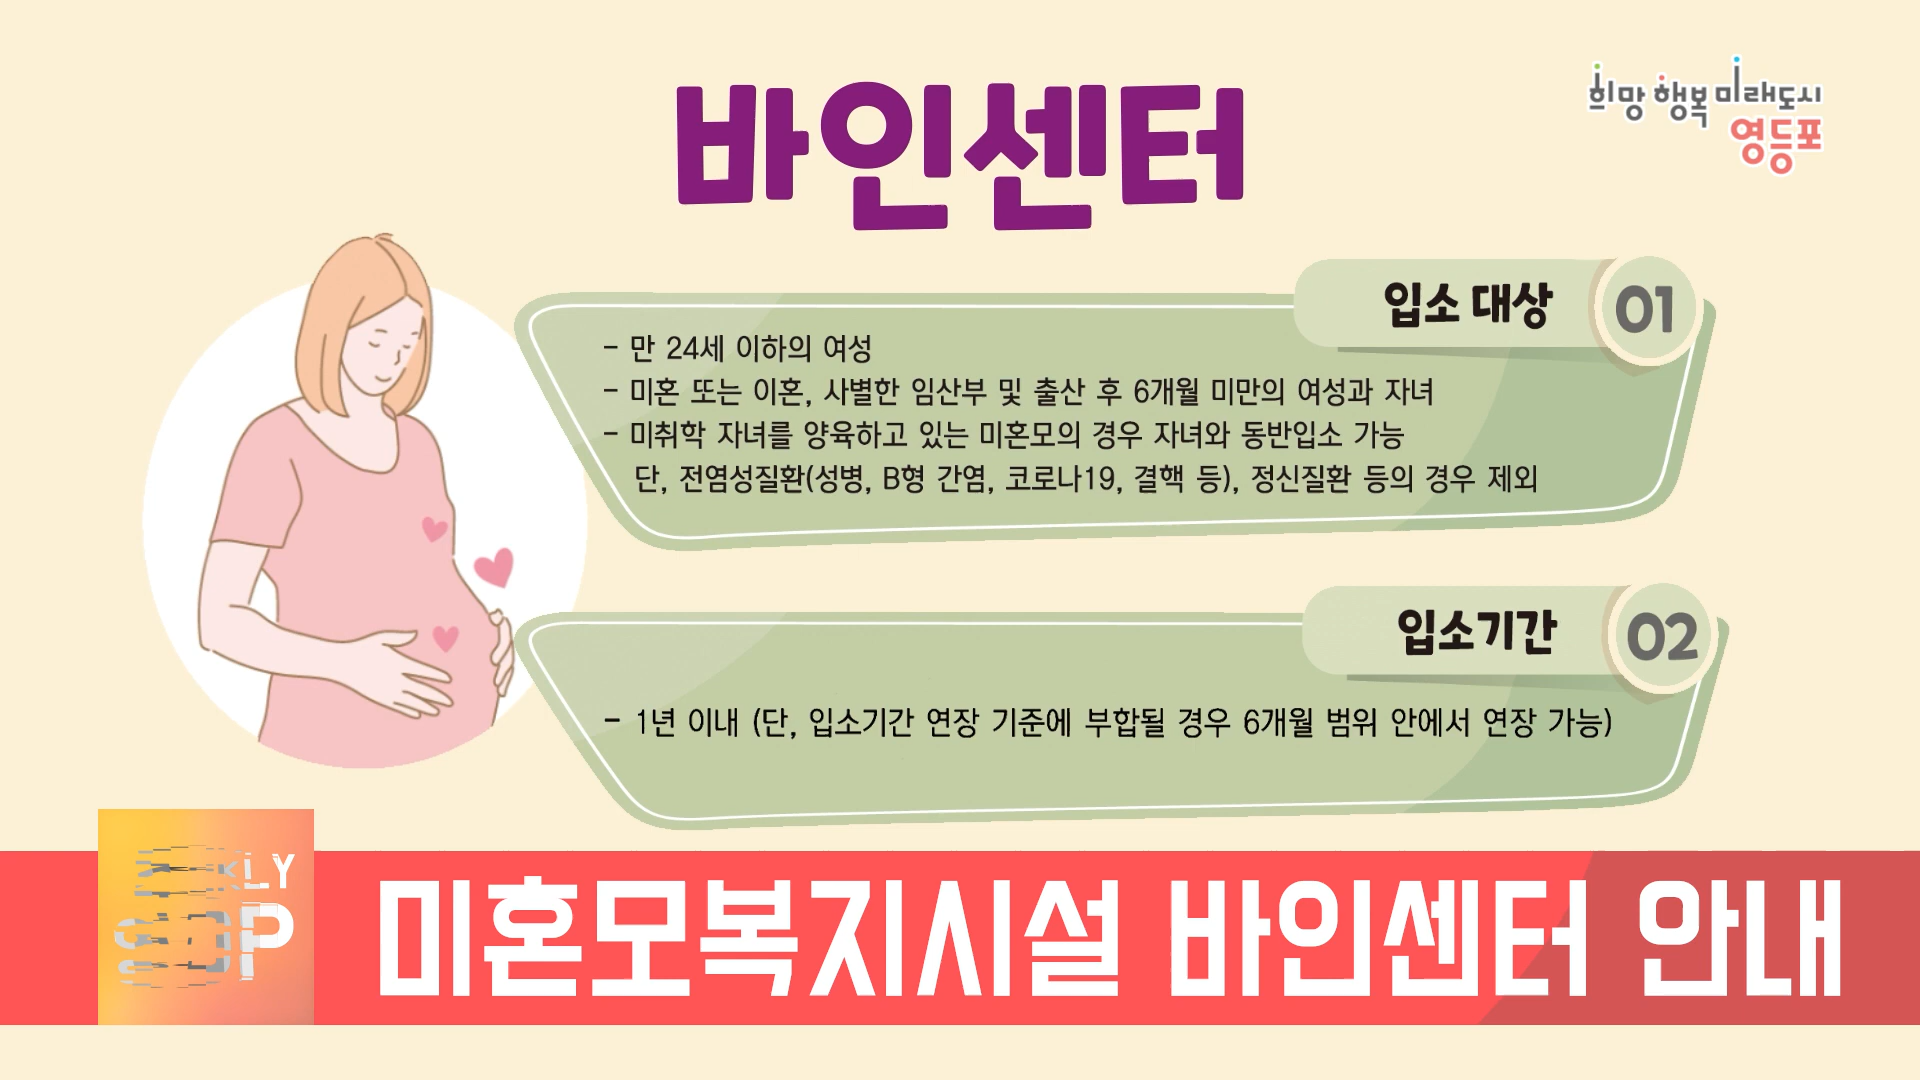 바인센터
희망 행복 미래도시
영등포
입소 대상 01
- 만 24세 이하의 여성
- 미혼 또는 이혼, 사별한 임산부 및 출산 후 6개월 미만의 여성과 자녀
- 미취학 자녀를 양육하고 있는 미혼모의 경우 자녀와 동반입소 가능
단, 전염성질환(성병, B형 간염, 코로나19, 결핵 등), 정신질환 등의 경우 제외
입소기간 02
- 1년 이내 (단, 입소기간 연장 기준에 부합될 경우 6개월 범위 안에서 연장 가능)
미혼모복지시설 바인센터 안내